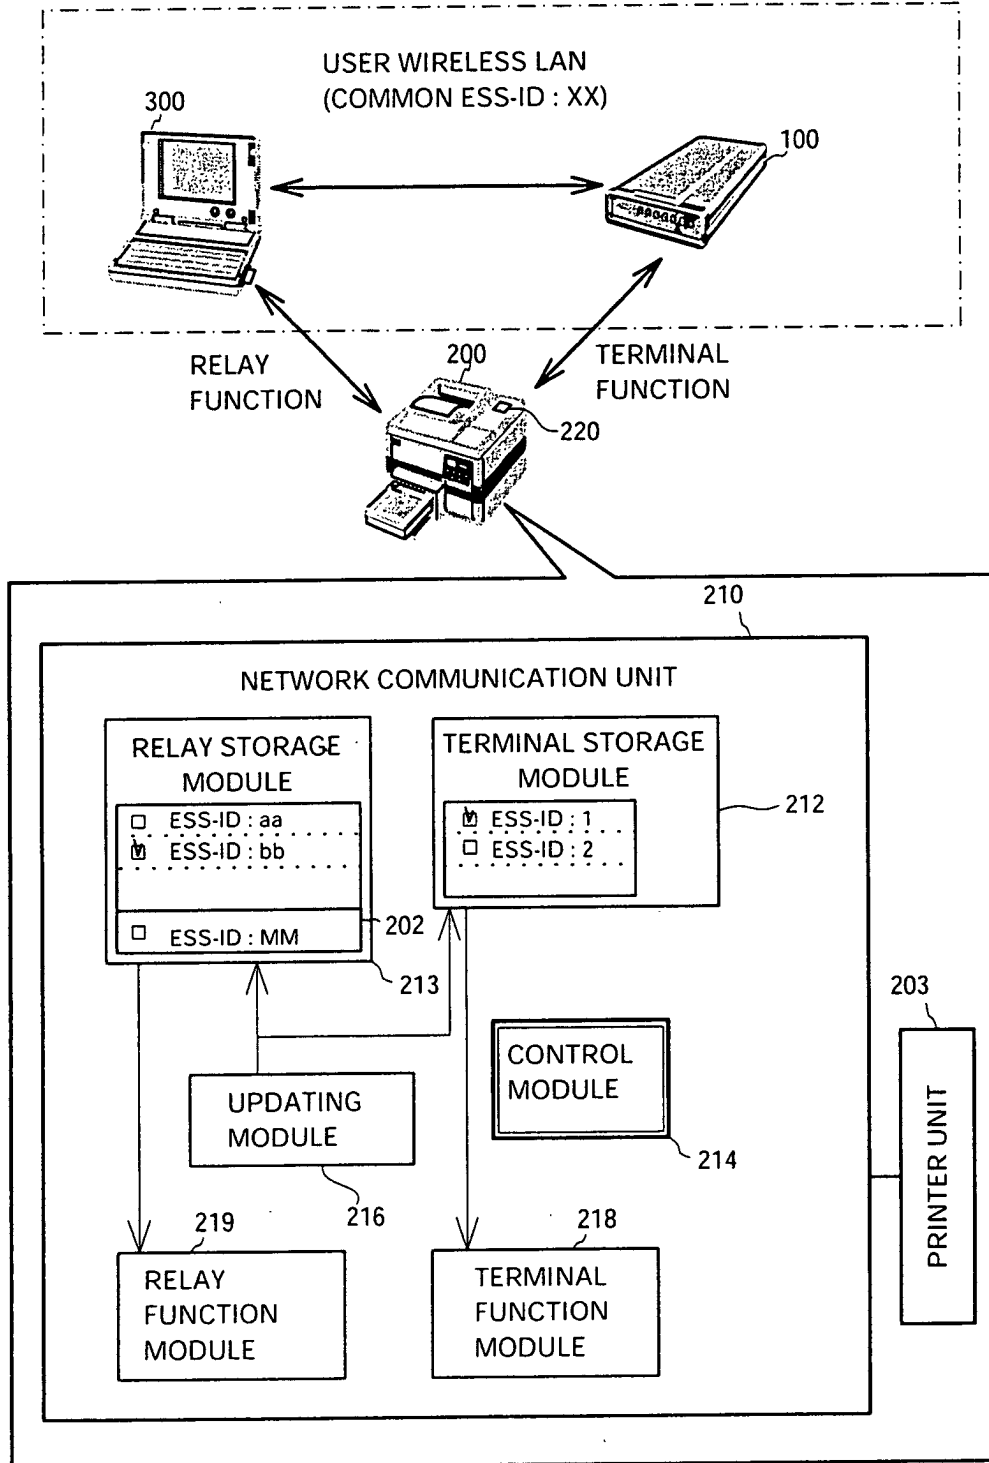 USER WIRELESS LAN
(COMMON ESS-ID : XX)
300
100
RELAY
FUNCTION
200
TERMINAL
FUNCTION
220
210
NETWORK COMMUNICATION UNIT
RELAY STORAGE
MODULE
ESS-ID : aa
ESS-ID : bb
202
ESS-ID : MM
213
TERMINAL STORAGE
MODULE
ESS-ID : 1
ESS-ID : 2
212
CONTROL
MODULE
214
203
PRINTER UNIT
UPDATING
MODULE
216
219
RELAY
FUNCTION
MODULE
218
TERMINAL
FUNCTION
MODULE